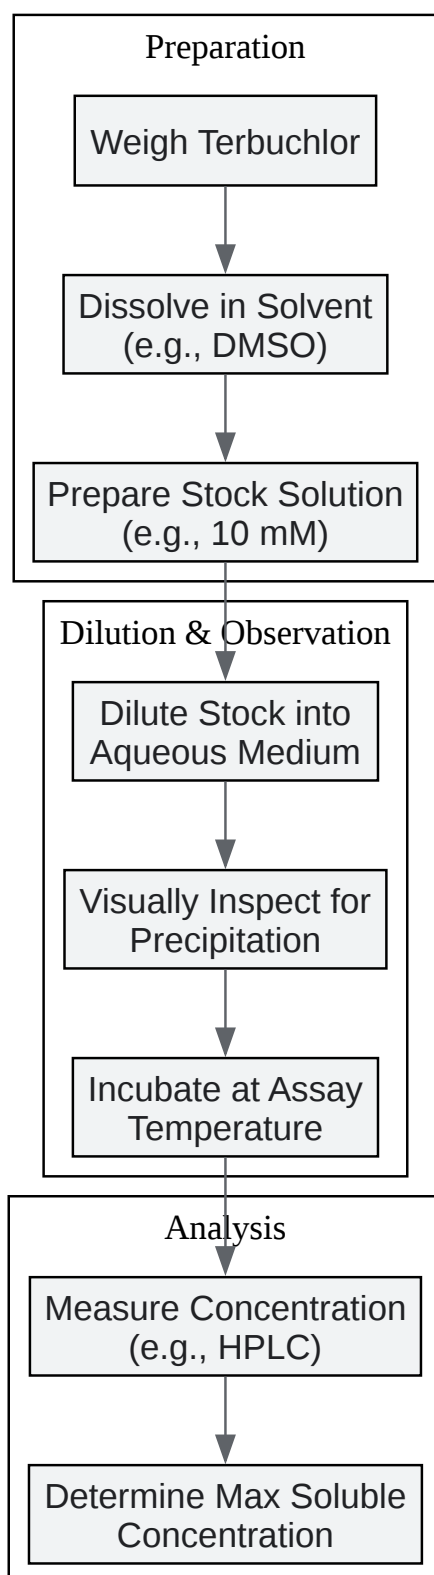 Preparation
Weigh Terbuchlor
Dissolve in Solvent
(e.g., DMSO)
Prepare Stock Solution
(e.g., 10 mM)
Dilution & Observation
Dilute Stock into
Aqueous Medium
Visually Inspect for
Precipitation
Incubate at Assay
Temperature
Analysis
Measure Concentration
(e.g., HPLC)
Determine Max Soluble
Concentration